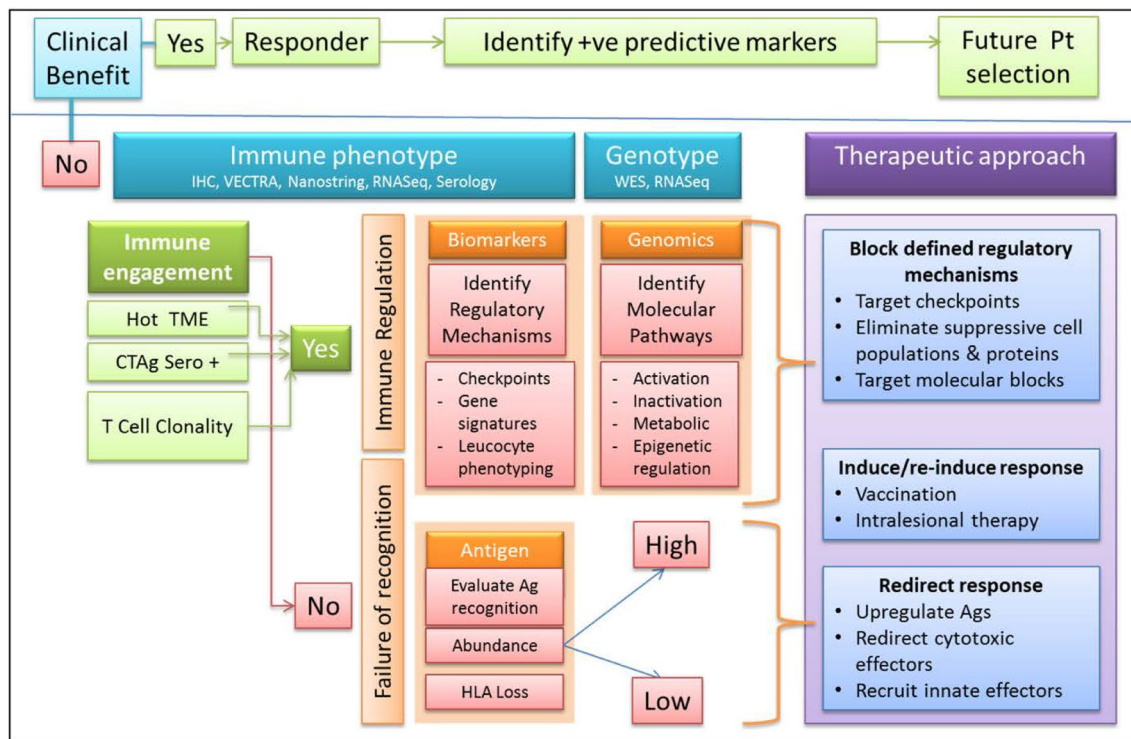 Clinical
Benefit
Yes
Responder
Identify +ve predictive markers
Future Pt
selection
No
Immune phenotype
IHC, VECTRA, Nanostring, RNASeq, Serology
Genotype
WES, RNASeq
Therapeutic approach
Immune
engagement
Hot TME
CTAg Sero +
T Cell Clonality
Yes
No
Immune Regulation
Biomarkers
Identify
Regulatory
Mechanisms
- Checkpoints
- Gene
signatures
- Leucocyte
phenotyping
Genomics
Identify
Molecular
Pathways
- Activation
- Inactivation
- Metabolic
- Epigenetic
regulation
Failure of recognition
Antigen
Evaluate Ag
recognition
Abundance
HLA Loss
High
Low
Block defined regulatory
mechanisms
• Target checkpoints
• Eliminate suppressive cell
populations & proteins
• Target molecular blocks
Induce/re-induce response
• Vaccination
• Intralesional therapy
Redirect response
• Upregulate Ags
• Redirect cytotoxic
effectors
• Recruit innate effectors